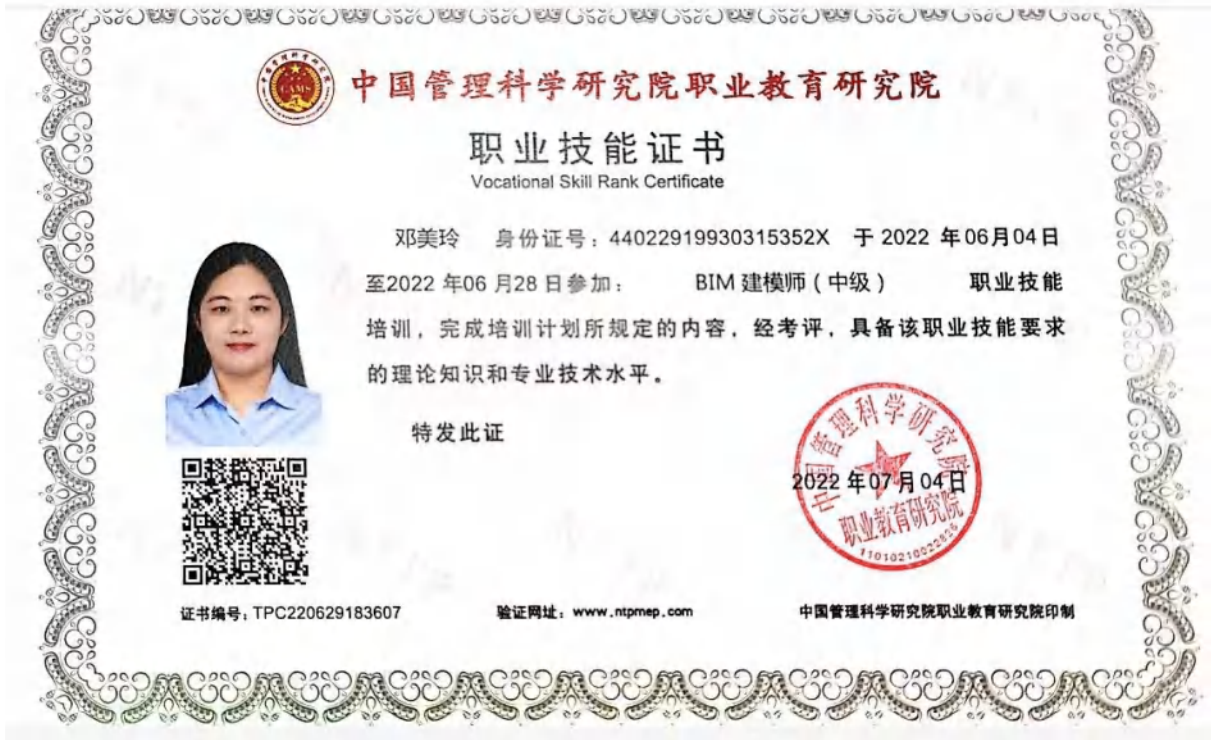 CAMS
中国管理科学研究院职业教育研究院
职业技能证书
Vocational Skill Rank Certificate
邓美玲 身份证号：44022919930315352X 于 2022 年06月04日
至2022 年06 月28 日参加： BIM 建模师（中级） 职业技能
培训，完成培训计划所规定的内容，经考评，具备该职业技能要求
的理论知识和专业技术水平。
特发此证
中国管理科学研究院
2022 年07月04日
职业教育研究院
证书编号：TPC220629183607
验证网址：www.ntpmep.com
中国管理科学研究院职业教育研究院印制